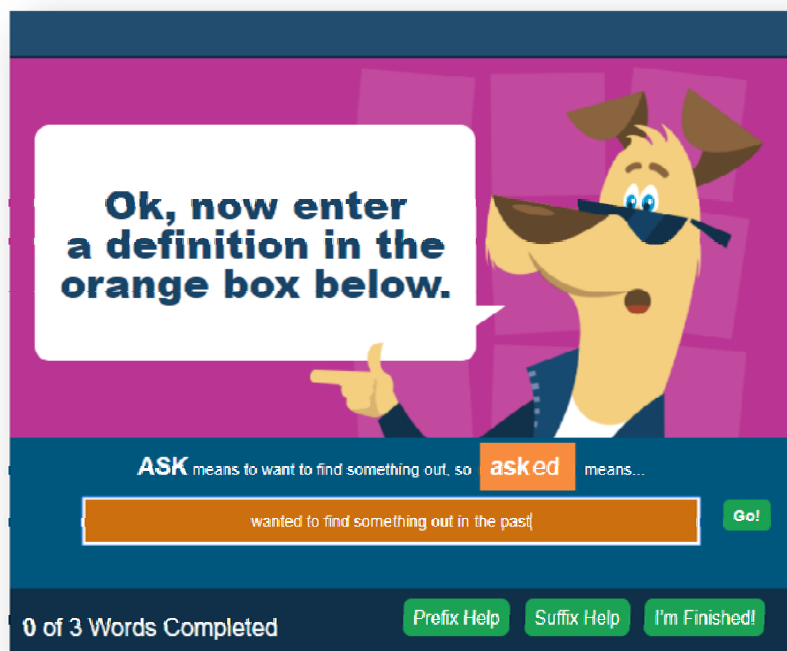 Ok, now enter
a definition in the
orange box below.
ASK means to want to find something out, so asked means...
wanted to find something out in the past
Go!
0 of 3 Words Completed
Prefix Help
Suffix Help
I'm Finished!